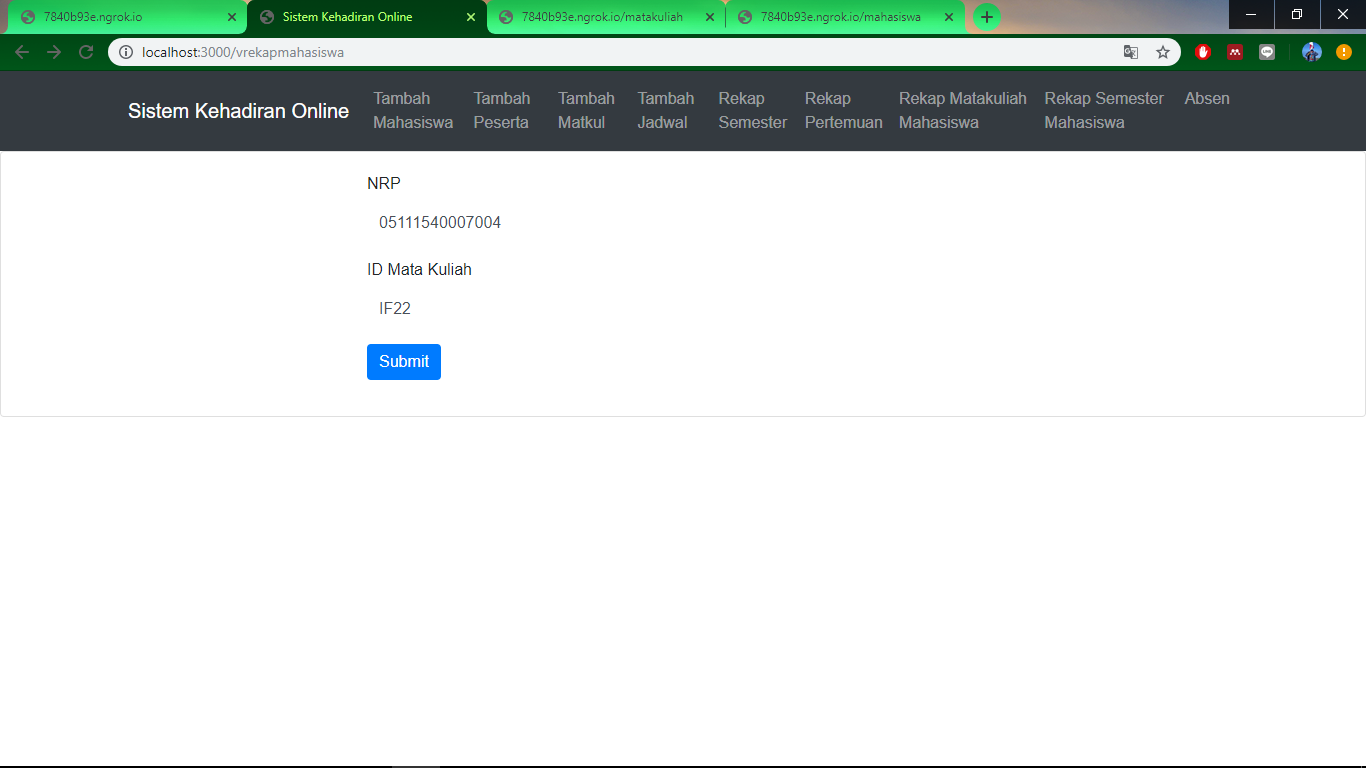 7840b93e.ngrok.io
Sistem Kehadiran Online
7840b93e.ngrok.io/matakuliah
7840b93e.ngrok.io/mahasiswa
localhost:3000/vrekapmahasiswa
Sistem Kehadiran Online
Tambah Mahasiswa
Tambah Peserta
Tambah Matkul
Tambah Jadwal
Rekap Semester
Rekap Pertemuan
Rekap Matakuliah Mahasiswa
Rekap Semester Mahasiswa
Absen
NRP
05111540007004
ID Mata Kuliah
IF22
Submit